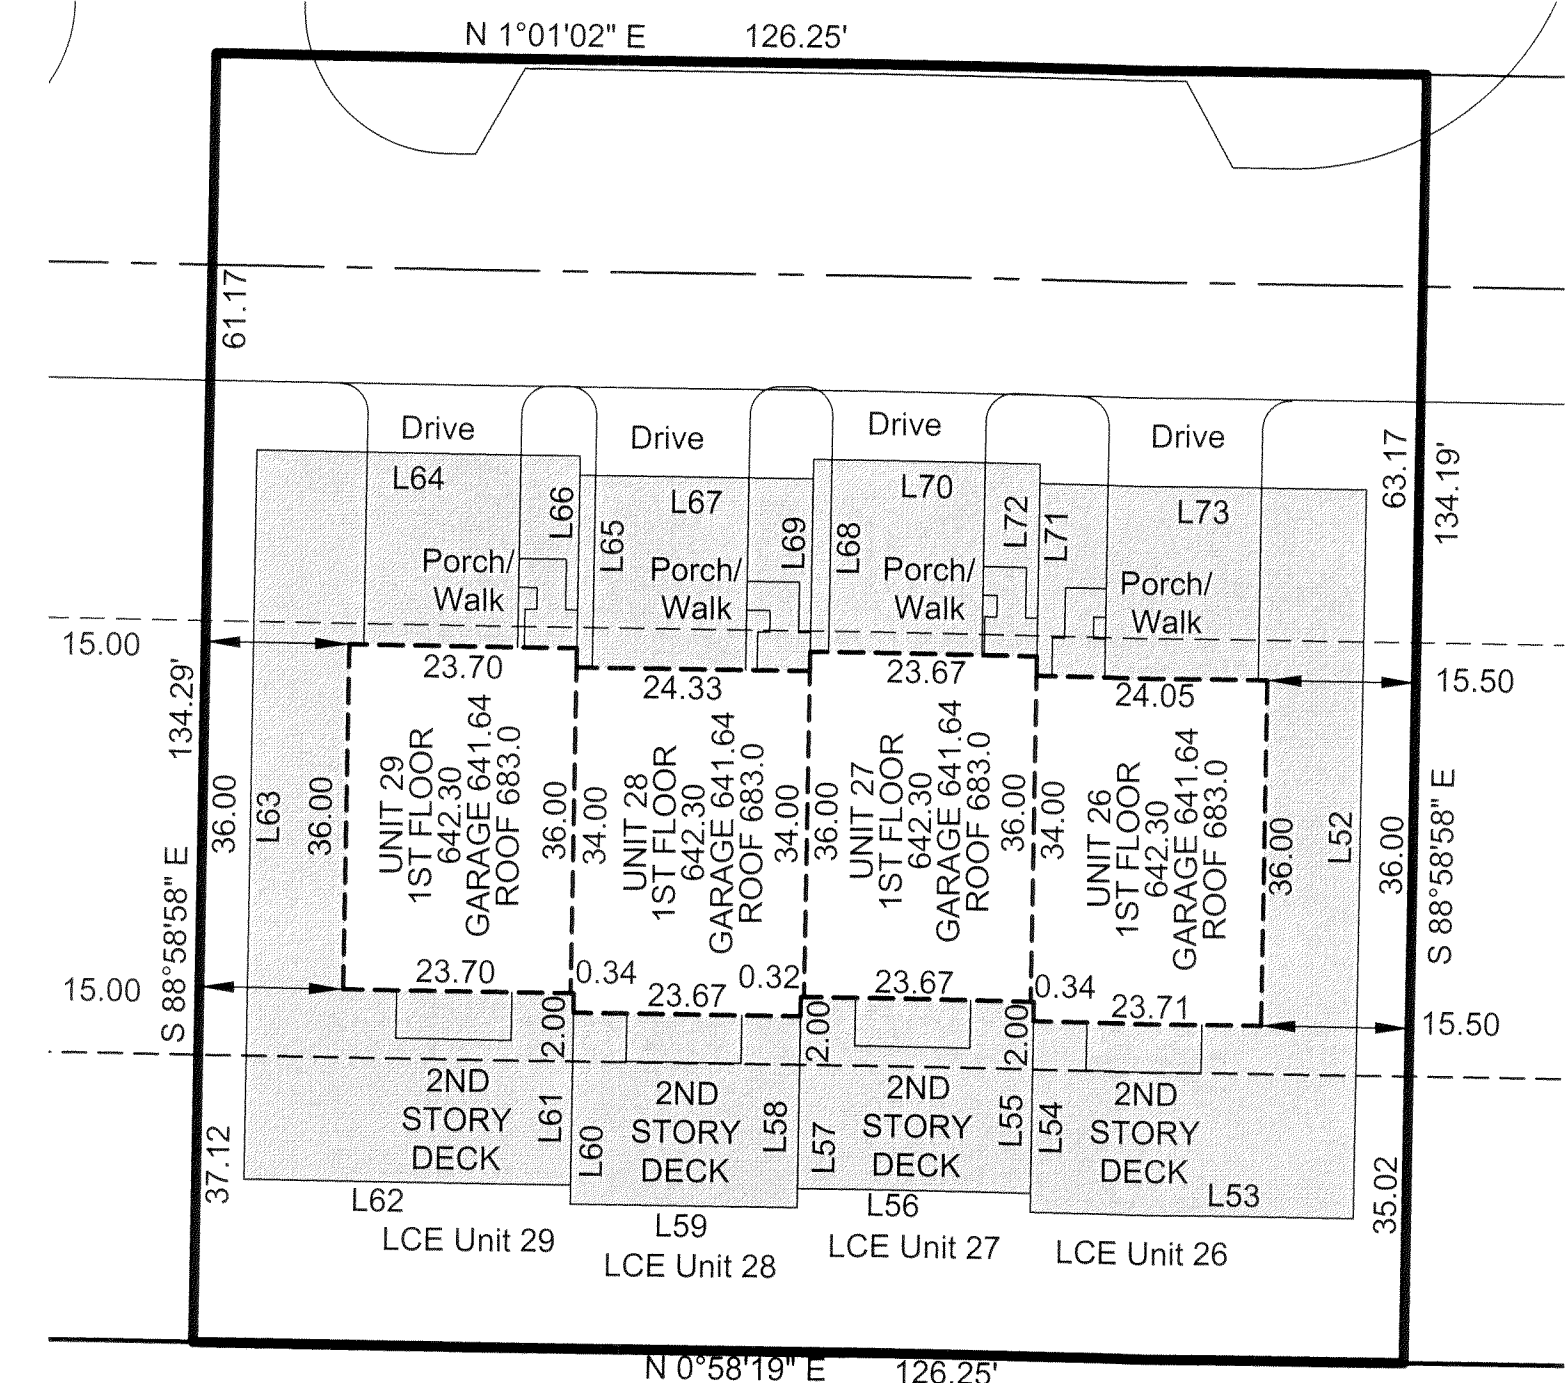 N 1°01'02" E 126.25'
61.17
Drive
Drive
Drive
Drive
63.17
134.19'
L64
L66
L65
L67
L69
L68
L70
L72
L71
L73
Porch/
Walk
Porch/
Walk
Porch/
Walk
Porch/
Walk
15.00
23.70
24.33
23.67
24.05
15.50
134.29'
36.00
L63
36.00
UNIT 29
1ST FLOOR
642.30
GARAGE 641.64
ROOF 683.0
36.00
34.00
UNIT 28
1ST FLOOR
642.30
GARAGE 641.64
ROOF 683.0
34.00
36.00
UNIT 27
1ST FLOOR
642.30
GARAGE 641.64
ROOF 683.0
36.00
34.00
UNIT 26
1ST FLOOR
642.30
GARAGE 641.64
ROOF 683.0
36.00
L52
36.00
S 88°58'58" E
S 88°58'58" E
15.00
23.70
0.34
23.67
0.32
23.67
0.34
23.71
15.50
2.00
2.00
2.00
2ND
STORY
DECK
L61
L60
2ND
STORY
DECK
L58
L57
2ND
STORY
DECK
L55
L54
2ND
STORY
DECK
37.12
35.02
L62
L59
L56
L53
LCE Unit 29
LCE Unit 28
LCE Unit 27
LCE Unit 26
N 0°58'19" E 126.25'